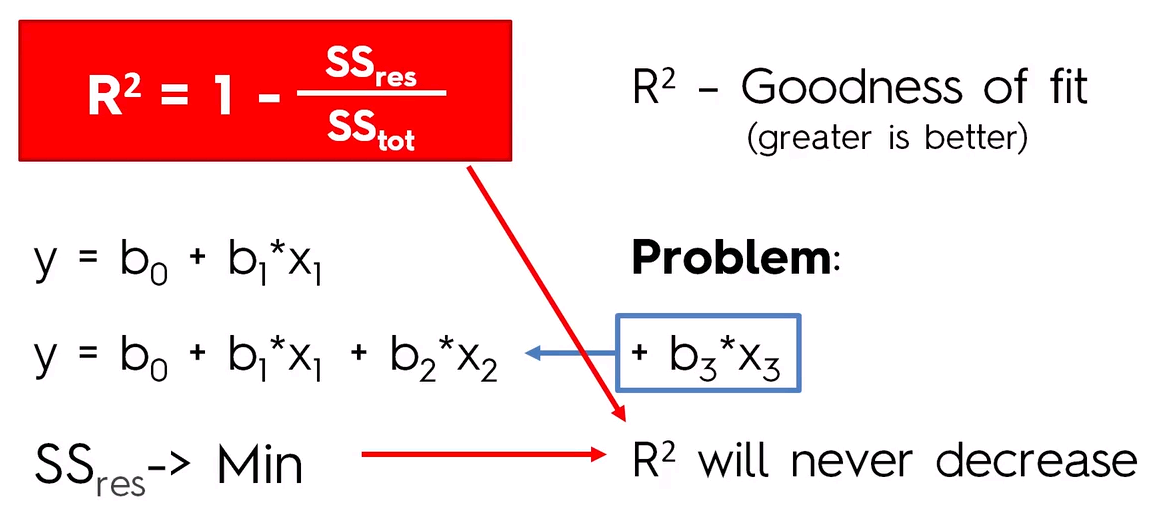 R² = 1 - SSres / SStot
R² – Goodness of fit
(greater is better)
y = b₀ + b₁*x₁
Problem:
y = b₀ + b₁*x₁ + b₂*x₂
+ b₃*x₃
SSres-> Min
R² will never decrease